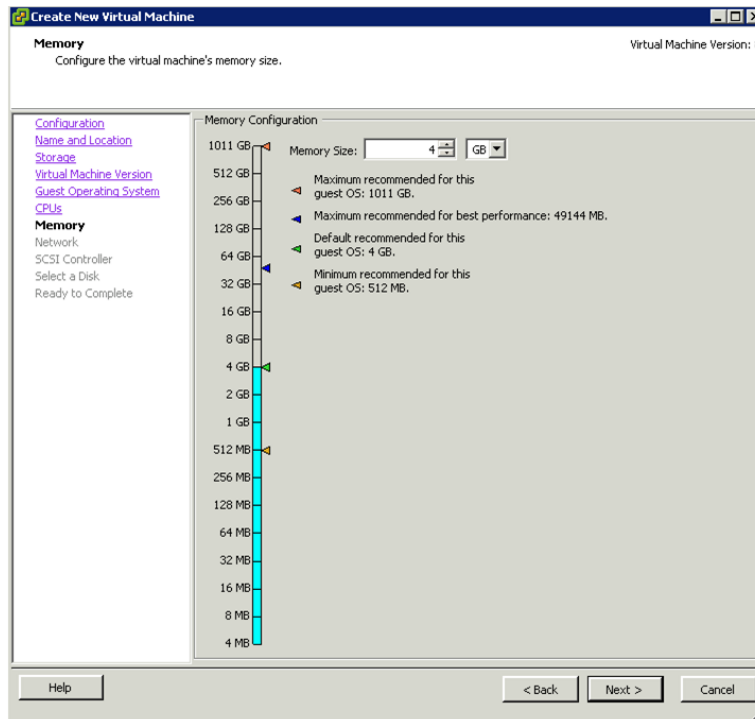 Create New Virtual Machine
Memory
Virtual Machine Version:
Configure the virtual machine's memory size.
Configuration
Name and Location
Storage
Virtual Machine Version
Guest Operating System
CPUs
Memory
Network
SCSI Controller
Select a Disk
Ready to Complete
Memory Configuration
1011 GB
512 GB
256 GB
128 GB
64 GB
32 GB
16 GB
8 GB
4 GB
2 GB
1 GB
512 MB
256 MB
128 MB
64 MB
32 MB
16 MB
8 MB
4 MB
Memory Size: 4 GB
Maximum recommended for this
guest OS: 1011 GB.
Maximum recommended for best performance: 49144 MB.
Default recommended for this
guest OS: 4 GB.
Minimum recommended for this
guest OS: 512 MB.
Help
< Back
Next >
Cancel